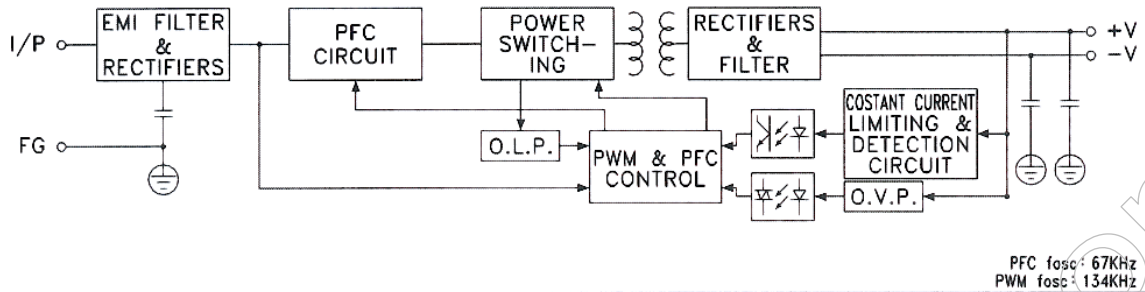 I/P
EMI FILTER
&
RECTIFIERS
PFC
CIRCUIT
POWER
SWITCH-
ING
RECTIFIERS
&
FILTER
+V
-V
FG
O.L.P.
PWM & PFC
CONTROL
COSTANT CURRENT
LIMITING &
DETECTION
CIRCUIT
O.V.P.
PFC fosc: 67KHz
PWM fosc: 134KHz